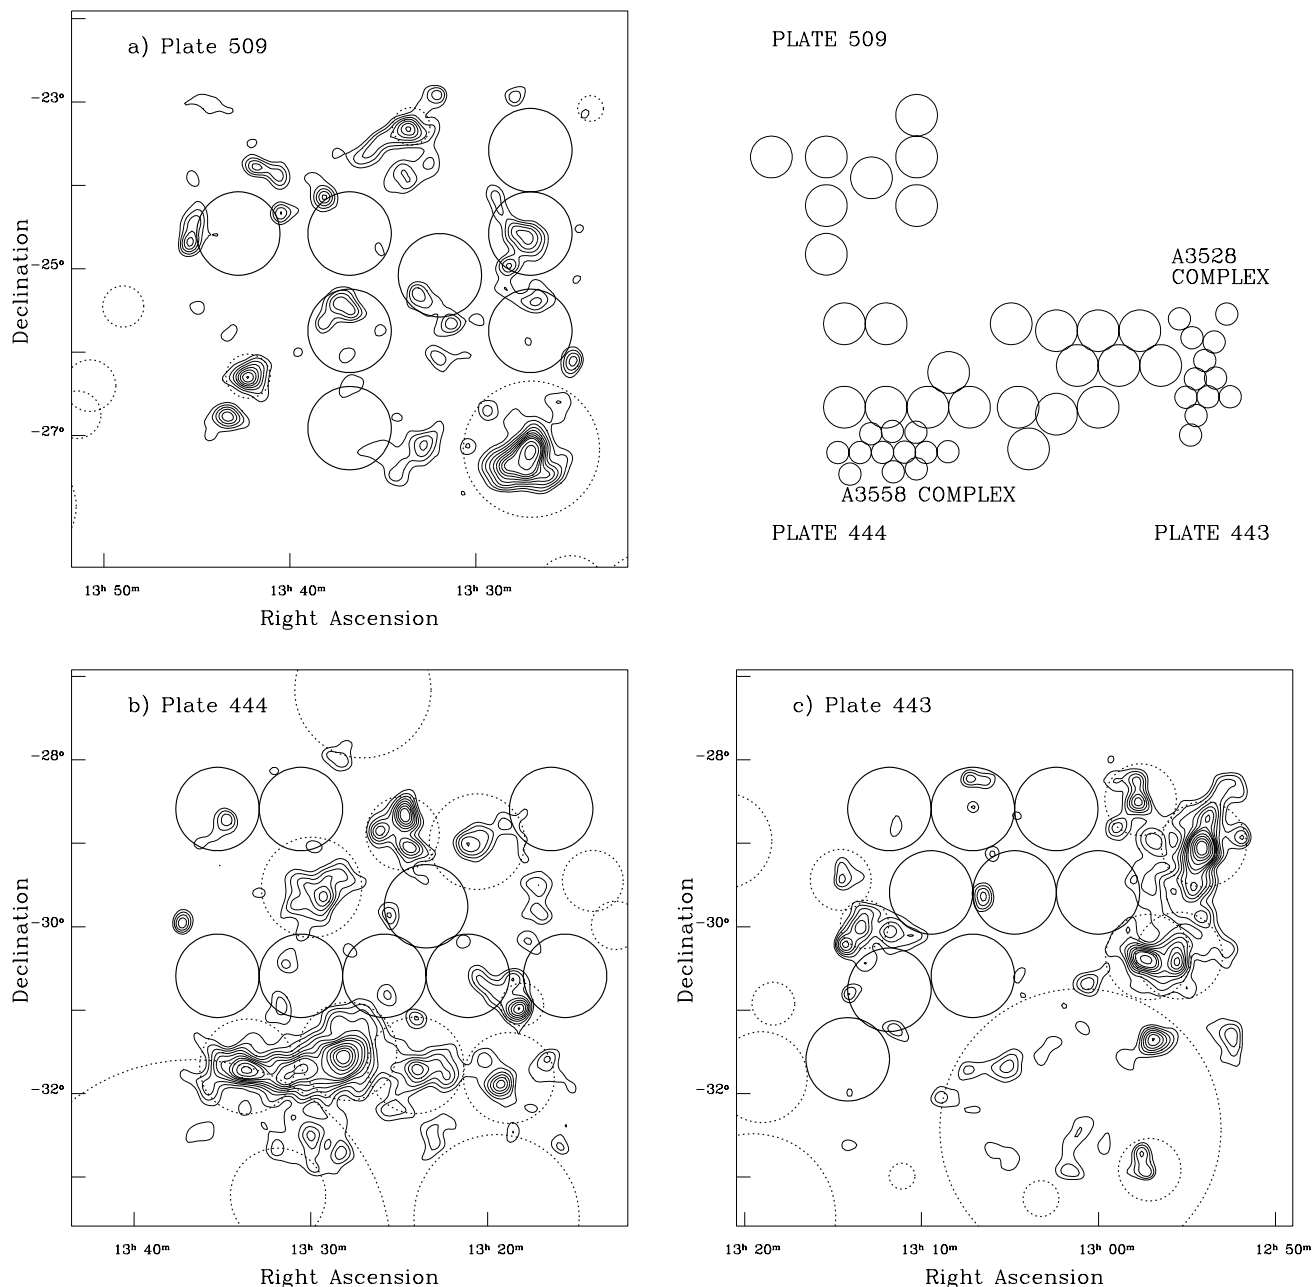 a) Plate 509
−23°
−25°
−27°
Declination
13ʰ 50ᵐ
13ʰ 40ᵐ
13ʰ 30ᵐ
Right Ascension
PLATE 509
A3528
COMPLEX
A3558 COMPLEX
PLATE 444
PLATE 443
b) Plate 444
−28°
−30°
−32°
Declination
13ʰ 40ᵐ
13ʰ 30ᵐ
13ʰ 20ᵐ
Right Ascension
c) Plate 443
−28°
−30°
−32°
Declination
13ʰ 20ᵐ
13ʰ 10ᵐ
13ʰ 00ᵐ
12ʰ 50ᵐ
Right Ascension